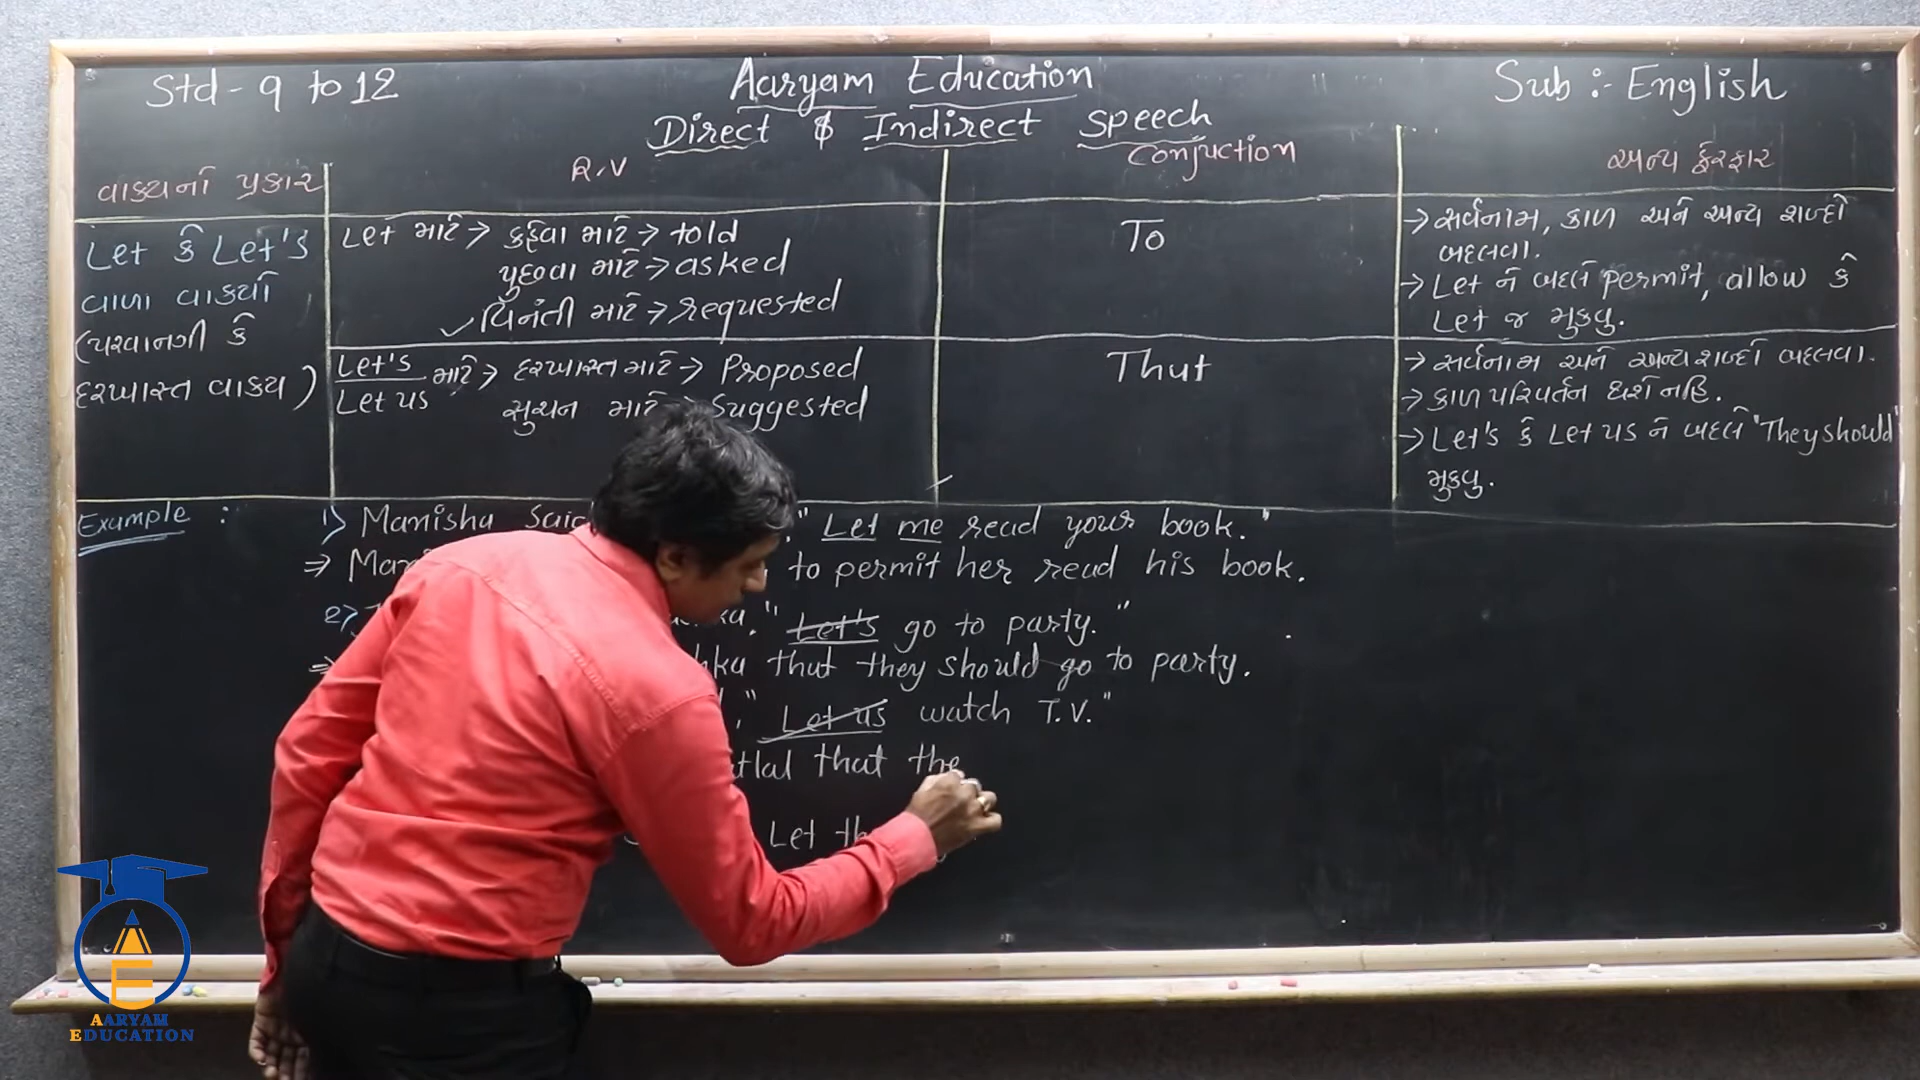 Std - 9 to 12
Aaryam Education
Sub :- English
Direct & Indirect Speech
વાક્યનો પ્રકાર
R.V
Conjuction
અન્ય ફેરફાર
Let કે Let's
વાળા વાક્યો
(પરવાનગી કે
દરખાસ્ત વાક્ય)
Let માટે → કહેવા માટે → told
પુછવા માટે → asked
✓ વિનંતી માટે → requested
To
→ સર્વનામ, કાળ અને અન્ય શબ્દો
બદલવા.
→ Let ને બદલે permit, allow કે
Let જ મુકવુ.
Let's
Let us
માટે → દરખાસ્ત માટે → Proposed
સુચન માટે → Suggested
That
→ સર્વનામ અને અન્ય શબ્દો બદલવા.
→ કાળ પરિવર્તન થશે નહિ.
→ Let's કે Let us ને બદલે "They should"
મુકવુ.
Example :
1) Manisha " Let me read your book."
⇒ to permit her read his book.
2) " Let's go to party."
⇒ that they should go to party.
" Let us watch T.V."
that the
Let
AARYAM
EDUCATION